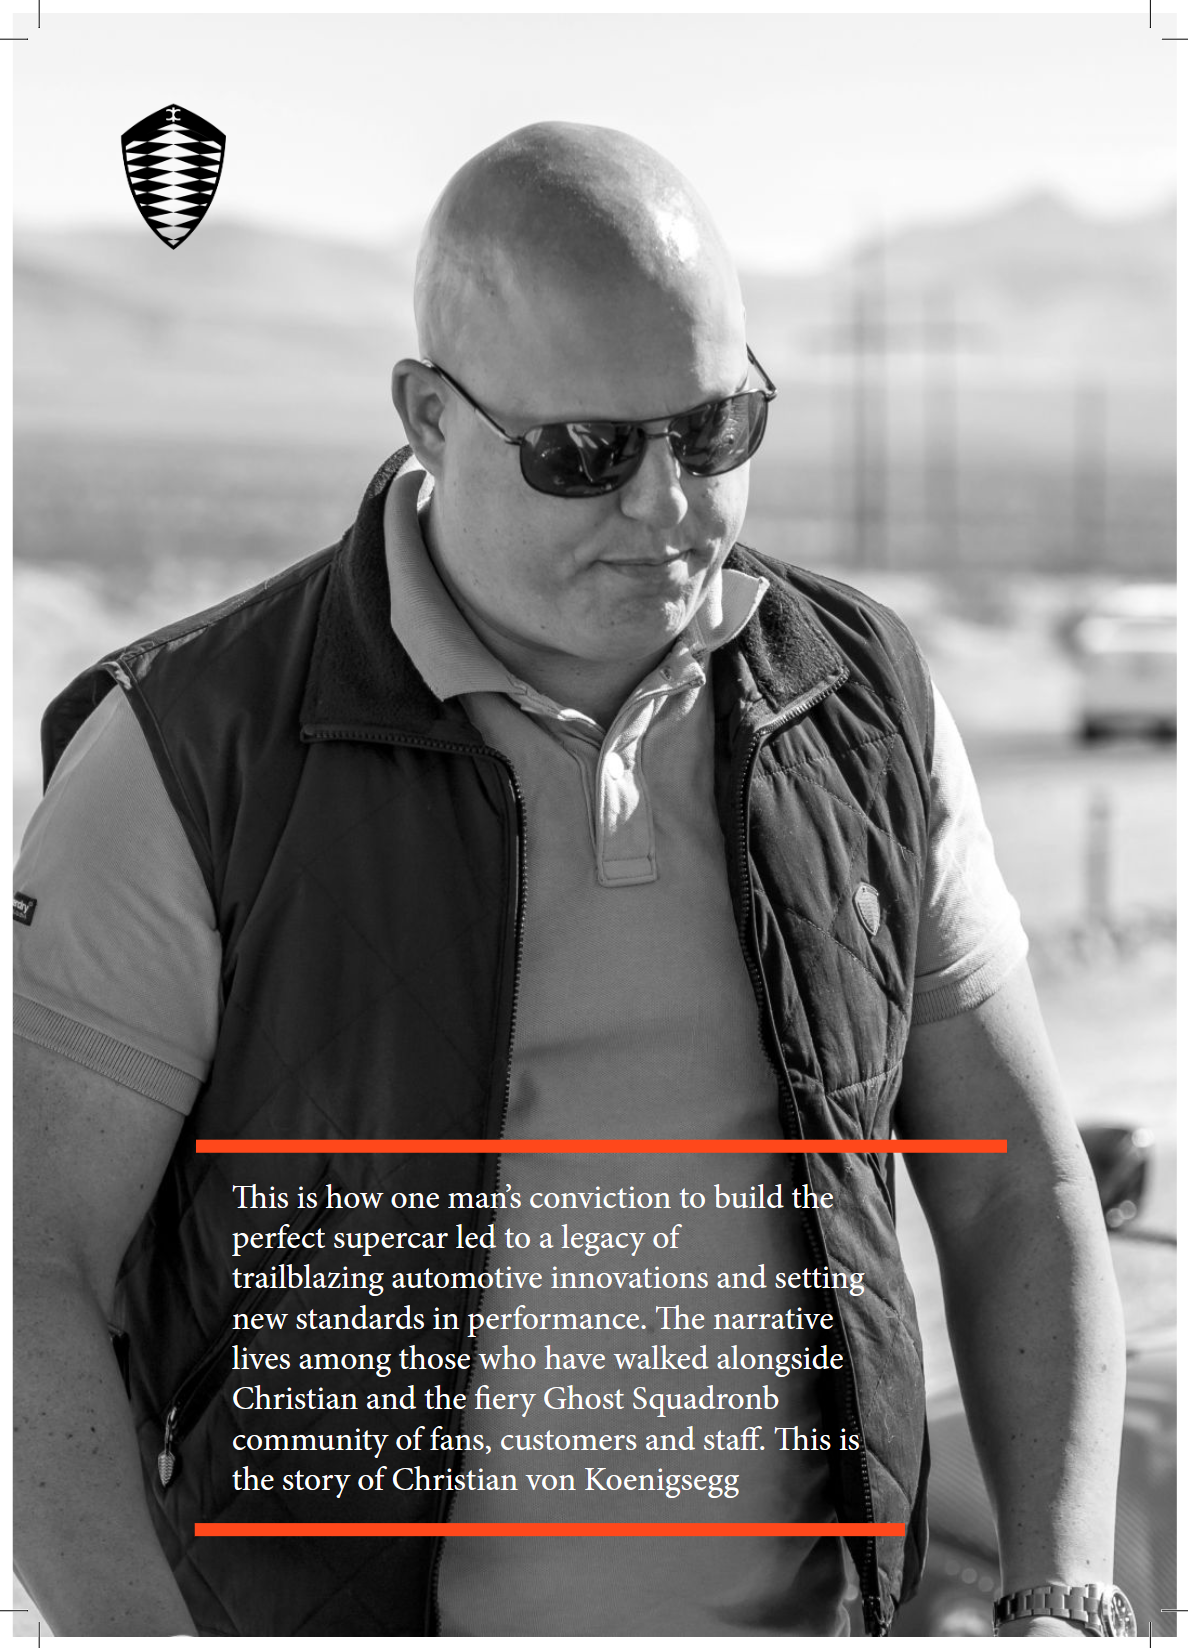 This is how one man's conviction to build the
perfect supercar led to a legacy of
trailblazing automotive innovations and setting
new standards in performance. The narrative
lives among those who have walked alongside
Christian and the fiery Ghost Squadronb
community of fans, customers and staff. This is
the story of Christian von Koenigsegg